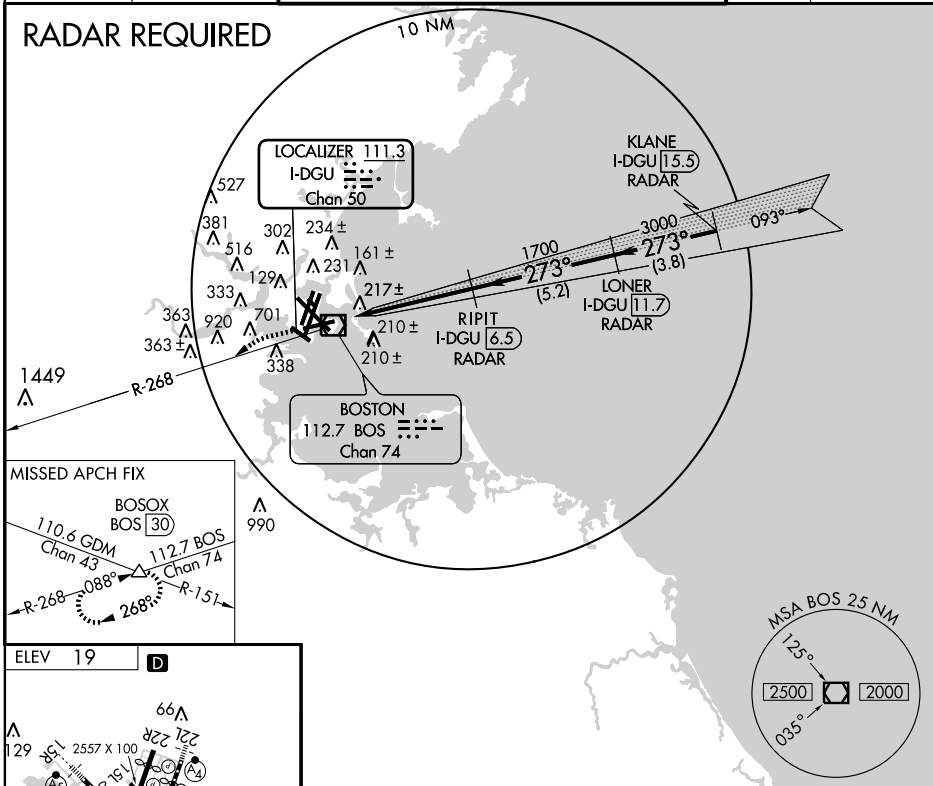 RADAR REQUIRED
10 NM
LOCALIZER 111.3
I-DGU
Chan 50
KLANE
I-DGU 15.5
RADAR
527
381
516
302
234 ±
231
161 ±
129
333
217 ±
363
920
701
363 ±
338
210 ±
210 ±
1449
R-268
1700
273°
(5.2)
3000
273°
(3.8)
093°
LONER
I-DGU 11.7
RADAR
RIPIT
I-DGU 6.5
RADAR
BOSTON
112.7 BOS
Chan 74
990
MISSED APCH FIX
BOSOX
BOS 30
110.6 GDM
Chan 43
112.7 BOS
Chan 74
R-268
088°
268°
R-151
MSA BOS 25 NM
125°
2500
2000
035°
ELEV 19
D
66
129
2557 X 100
15R
15L
22R
22L
A4